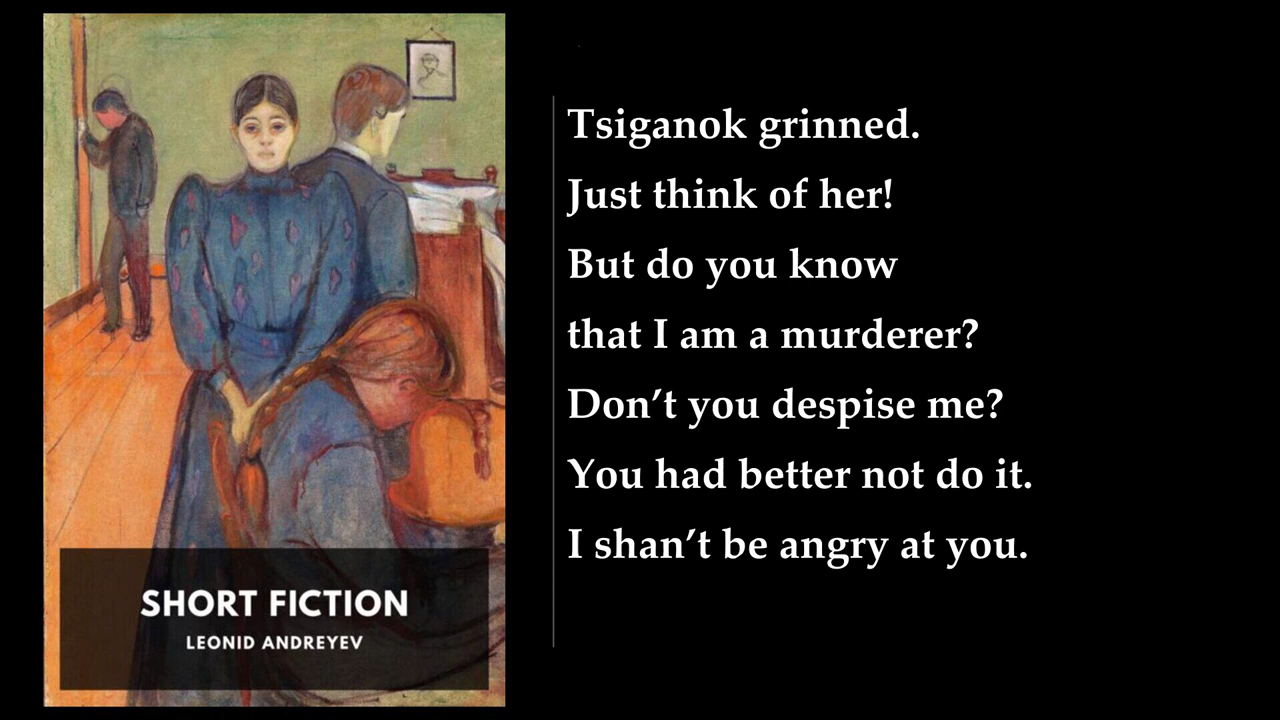 SHORT FICTION
LEONID ANDREYEV
Tsiganok grinned.
Just think of her!
But do you know
that I am a murderer?
Don’t you despise me?
You had better not do it.
I shan’t be angry at you.